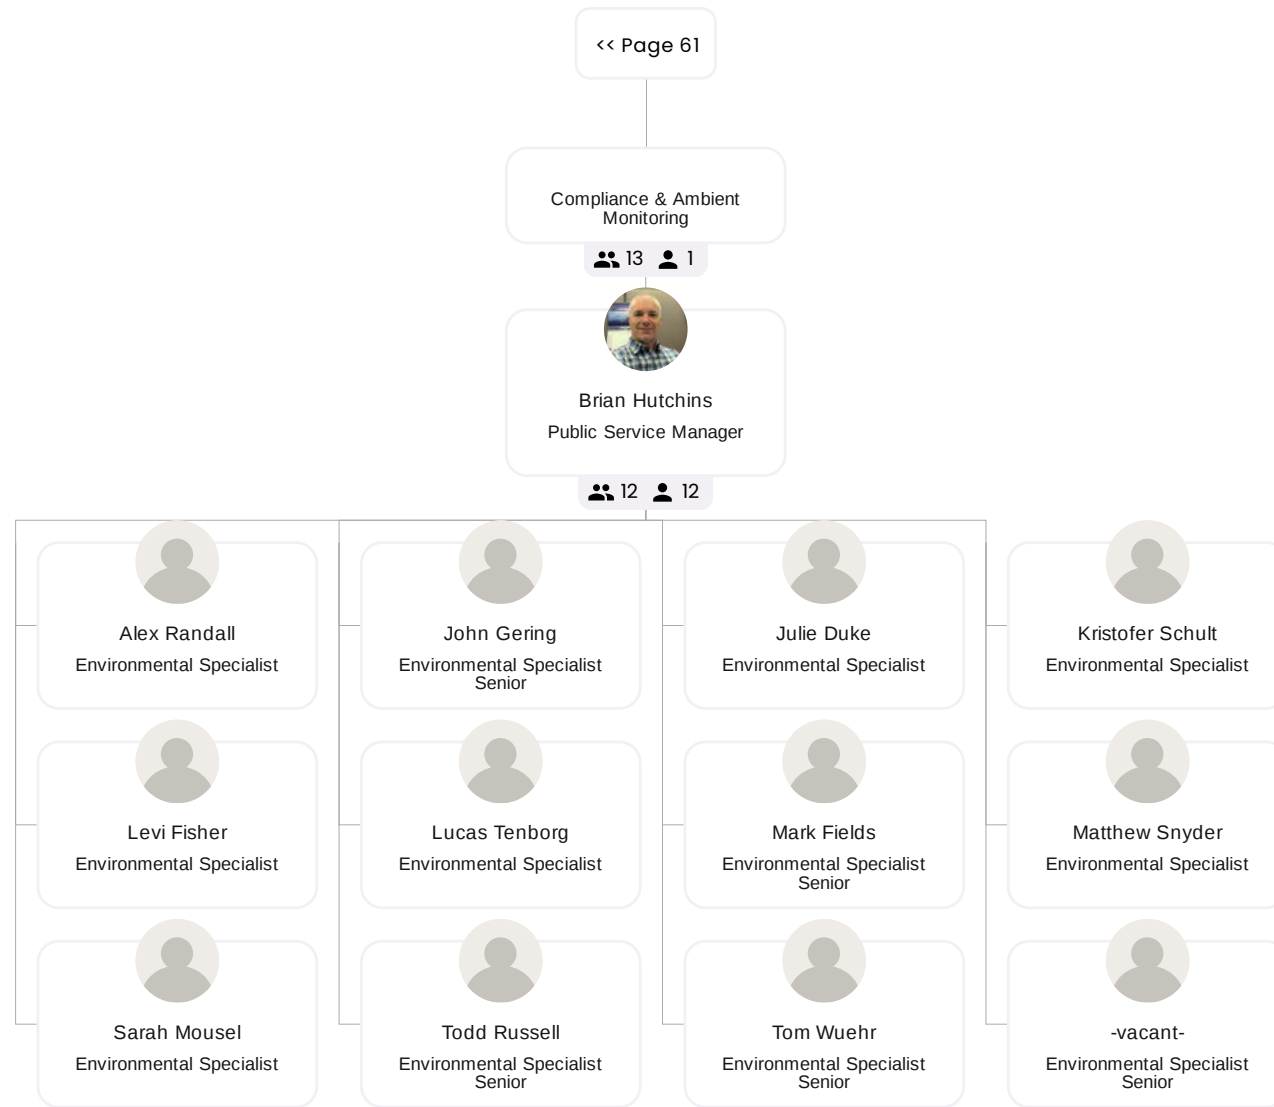 << Page 61
Compliance & Ambient
Monitoring
13 1
Brian Hutchins
Public Service Manager
12 12
Alex Randall
Environmental Specialist
John Gering
Environmental Specialist
Senior
Julie Duke
Environmental Specialist
Kristofer Schult
Environmental Specialist
Levi Fisher
Environmental Specialist
Lucas Tenborg
Environmental Specialist
Mark Fields
Environmental Specialist
Senior
Matthew Snyder
Environmental Specialist
Sarah Mousel
Environmental Specialist
Todd Russell
Environmental Specialist
Senior
Tom Wuehr
Environmental Specialist
Senior
-vacant-
Environmental Specialist
Senior